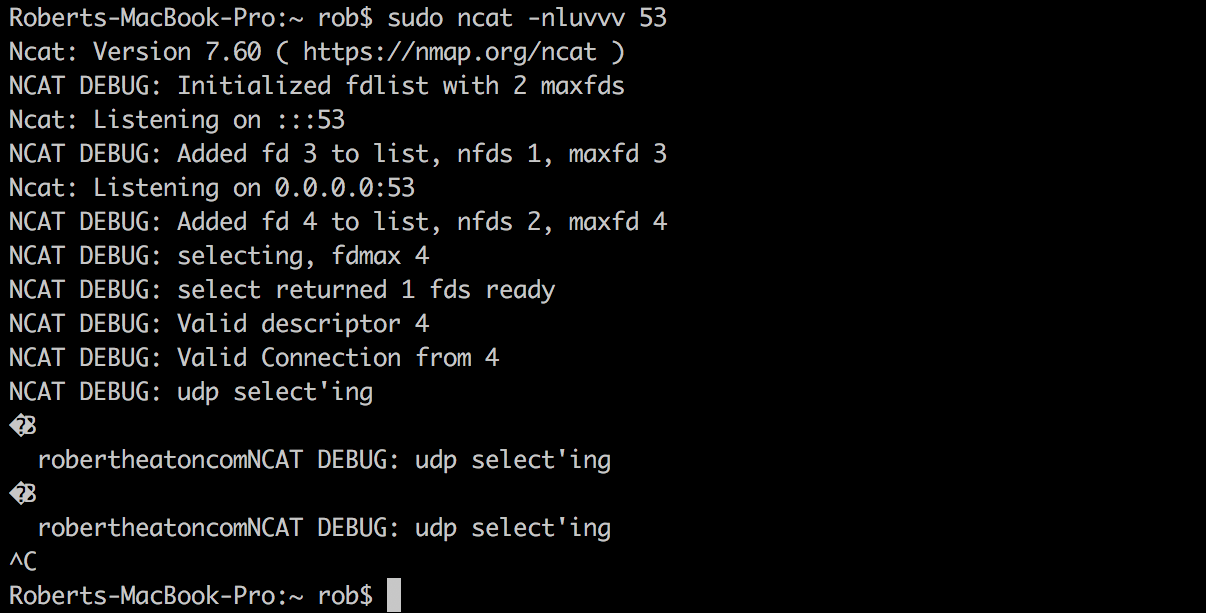 Roberts-MacBook-Pro:~ rob$ sudo ncat -nluvvv 53
Ncat: Version 7.60 ( https://nmap.org/ncat )
NCAT DEBUG: Initialized fdlist with 2 maxfds
Ncat: Listening on :::53
NCAT DEBUG: Added fd 3 to list, nfds 1, maxfd 3
Ncat: Listening on 0.0.0.0:53
NCAT DEBUG: Added fd 4 to list, nfds 2, maxfd 4
NCAT DEBUG: selecting, fdmax 4
NCAT DEBUG: select returned 1 fds ready
NCAT DEBUG: Valid descriptor 4
NCAT DEBUG: Valid Connection from 4
NCAT DEBUG: udp select'ing
�B
robertheatoncomNCAT DEBUG: udp select'ing
�B
robertheatoncomNCAT DEBUG: udp select'ing
^C
Roberts-MacBook-Pro:~ rob$